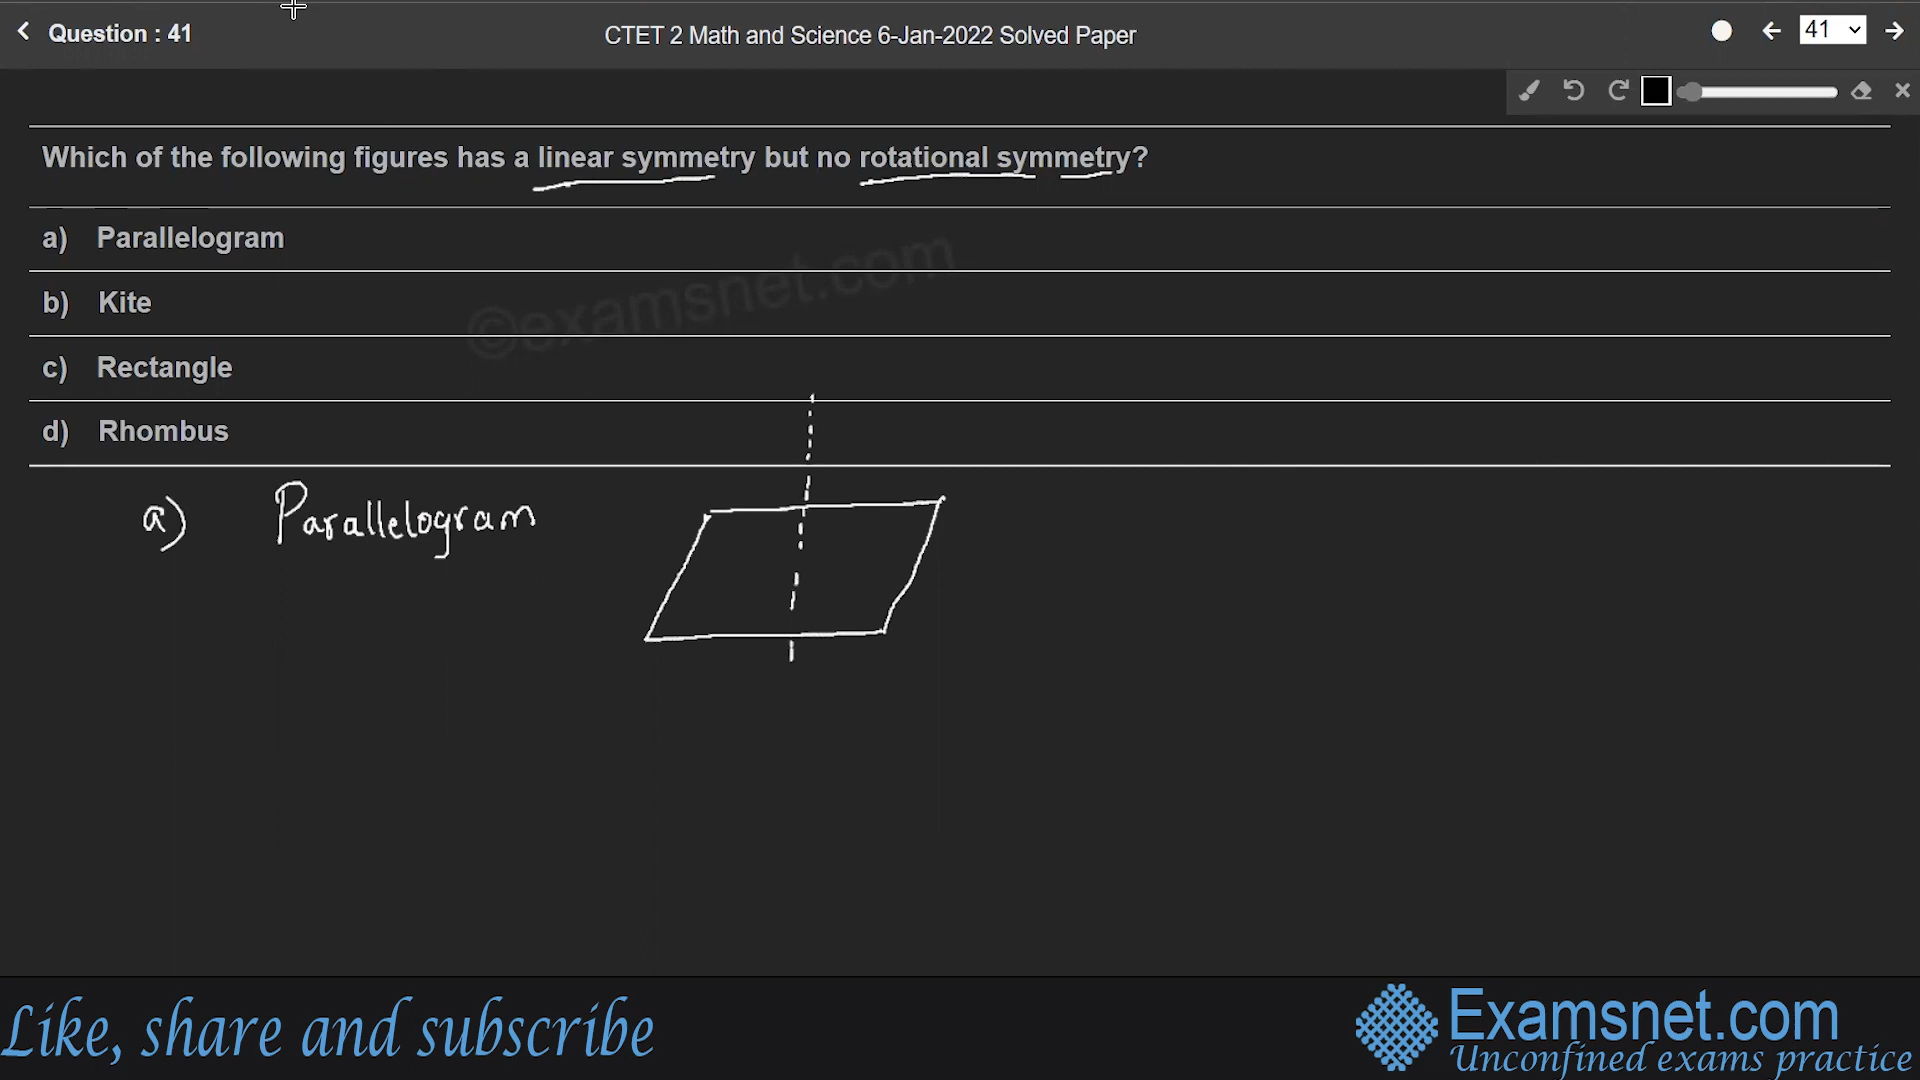 Question : 41
CTET 2 Math and Science 6-Jan-2022 Solved Paper
41
Which of the following figures has a linear symmetry but no rotational symmetry?
a) Parallelogram
©examsnet.com
b) Kite
c) Rectangle
d) Rhombus
a) Parallelogram
Like, share and subscribe
Examsnet.com
Unconfined exams practice